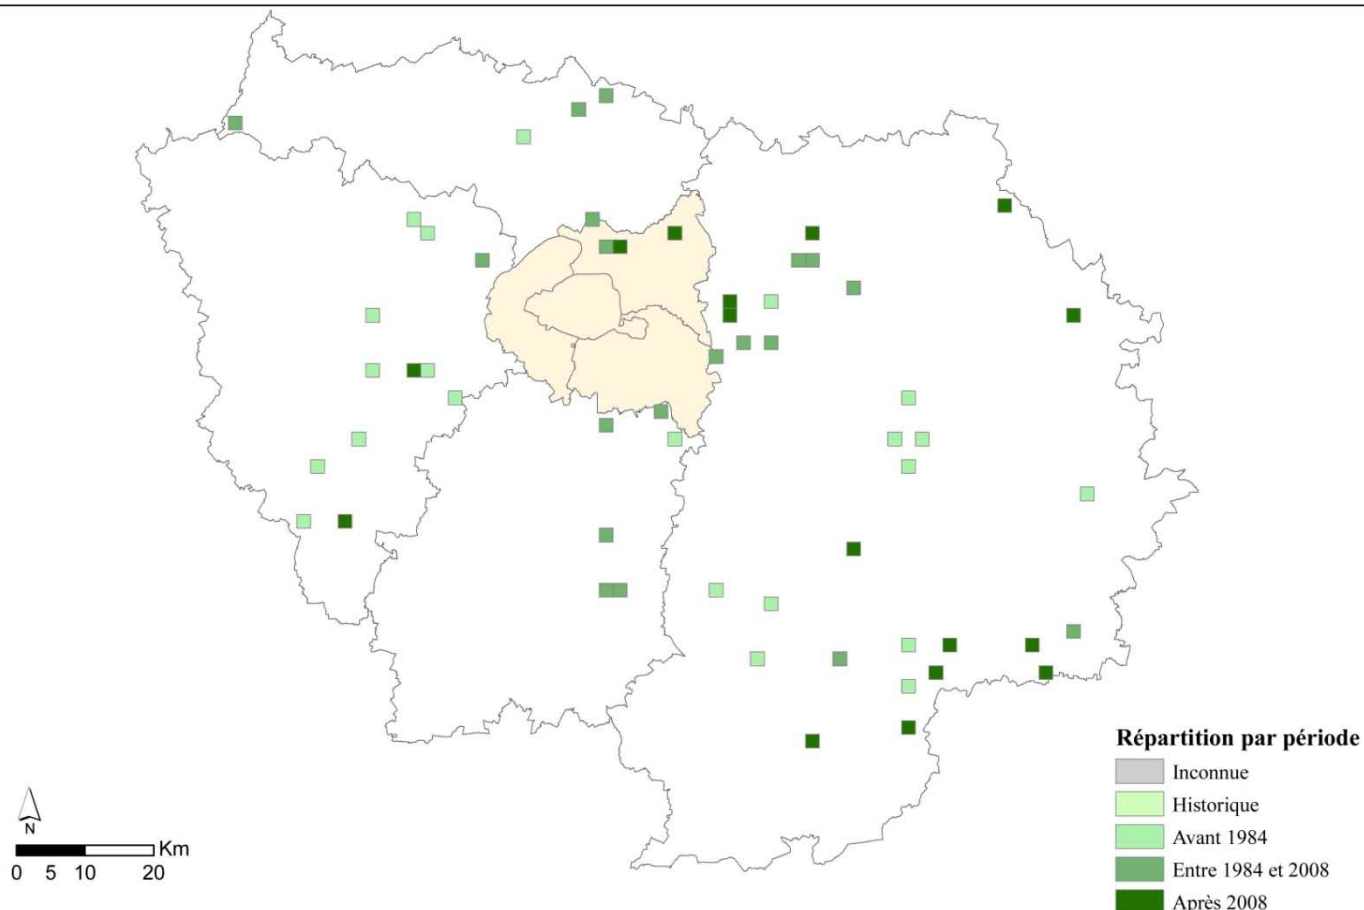 Répartition par période
Inconnue
Historique
Avant 1984
Entre 1984 et 2008
Après 2008
N
Km
0 5 10 20